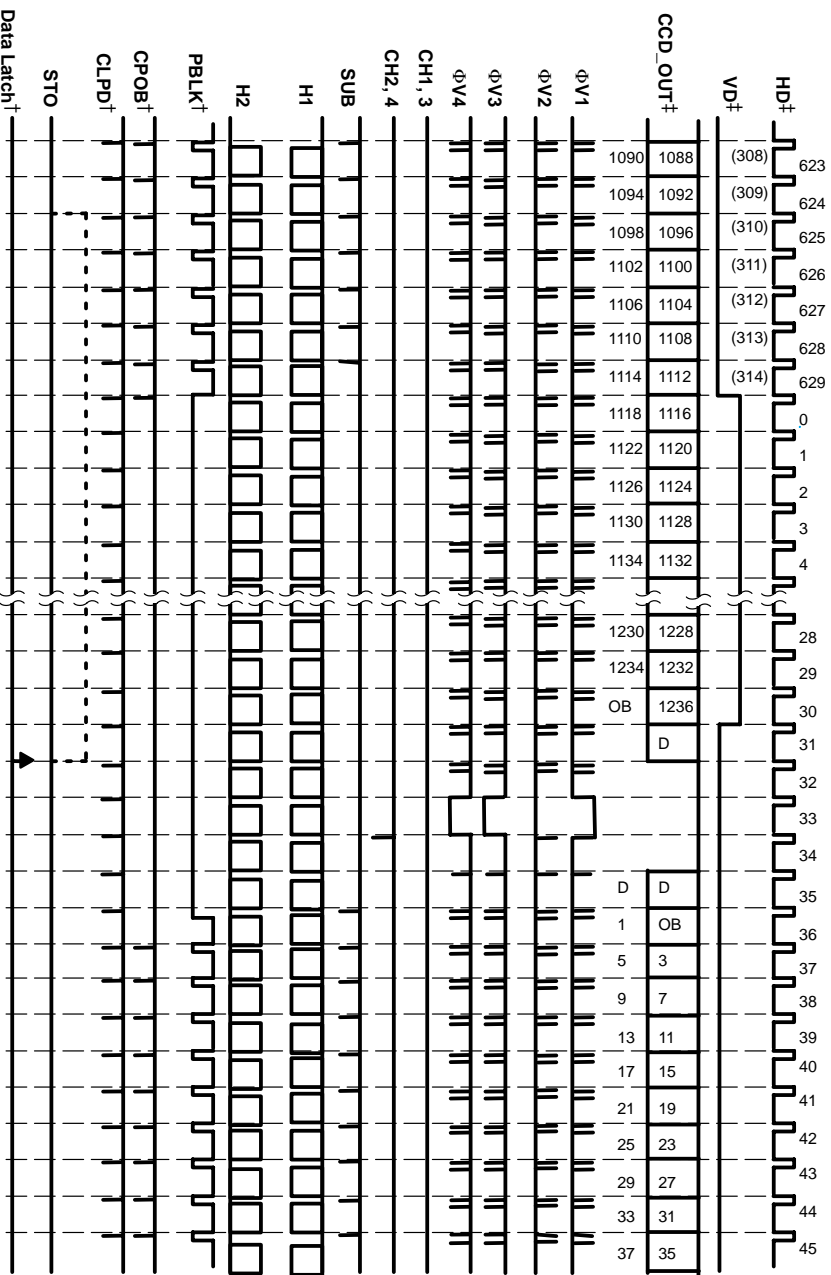 HD‡
VD‡
CCD_OUT‡
ΦV1
ΦV2
ΦV3
ΦV4
CH1, 3
CH2, 4
SUB
H1
H2
PBLK†
CPOB†
CLPD†
STO
Data Latch†
1090 1088 (308) 623
1094 1092 (309) 624
1098 1096 (310) 625
1102 1100 (311) 626
1106 1104 (312) 627
1110 1108 (313) 628
1114 1112 (314) 629
1118 1116 0
1122 1120 1
1126 1124 2
1130 1128 3
1134 1132 4
1230 1228 28
1234 1232 29
OB 1236 30
D 31
32
33
34
D D 35
1 OB 36
5 3 37
9 7 38
13 11 39
17 15 40
21 19 41
25 23 42
29 27 43
33 31 44
37 35 45